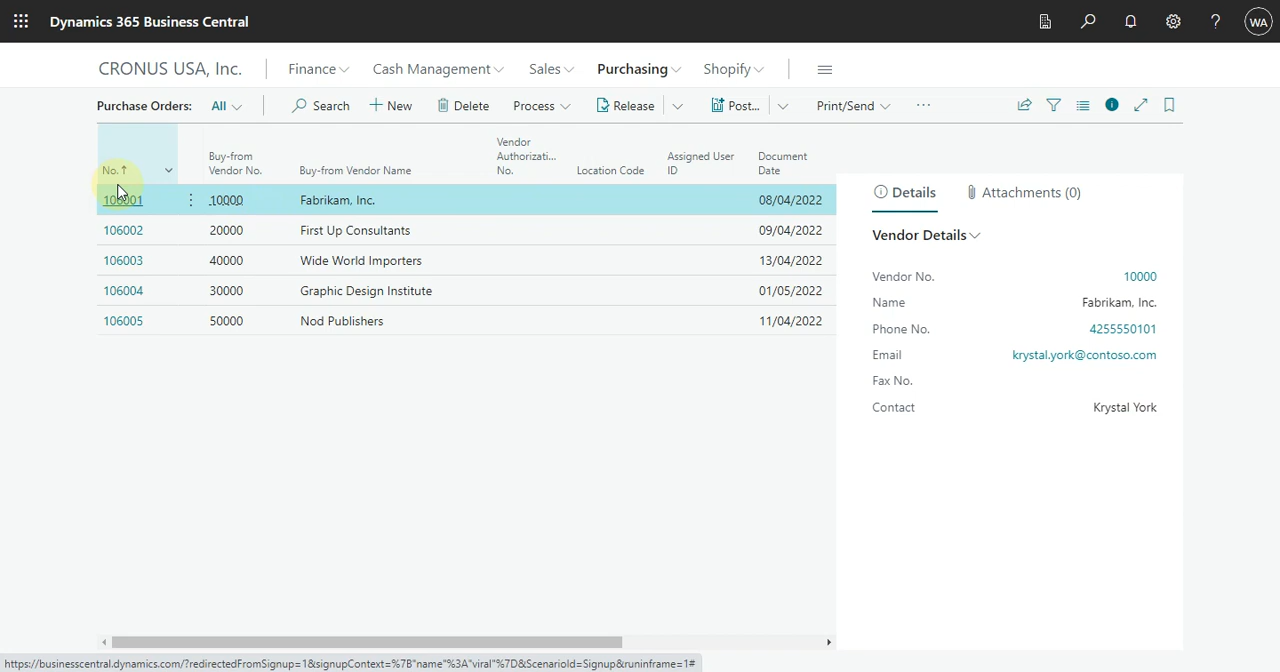 Dynamics 365 Business Central
WA
CRONUS USA, Inc.
Finance
Cash Management
Sales
Purchasing
Shopify
Purchase Orders:
All
Search
New
Delete
Process
Release
Post...
Print/Send
...
No. ↑
Buy-from
Vendor No.
Buy-from Vendor Name
Vendor
Authorizati...
No.
Location Code
Assigned User
ID
Document
Date
106001 10000 Fabrikam, Inc. 08/04/2022
106002 20000 First Up Consultants 09/04/2022
106003 40000 Wide World Importers 13/04/2022
106004 30000 Graphic Design Institute 01/05/2022
106005 50000 Nod Publishers 11/04/2022
Details
Attachments (0)
Vendor Details
Vendor No. 10000
Name Fabrikam, Inc.
Phone No. 4255550101
Email krystal.york@contoso.com
Fax No.
Contact Krystal York
https://businesscentral.dynamics.com/?redirectedFromSignup=1&signupContext=%7B"name"%3A"viral"%7D&ScenarioId=Signup&runinframe=1#